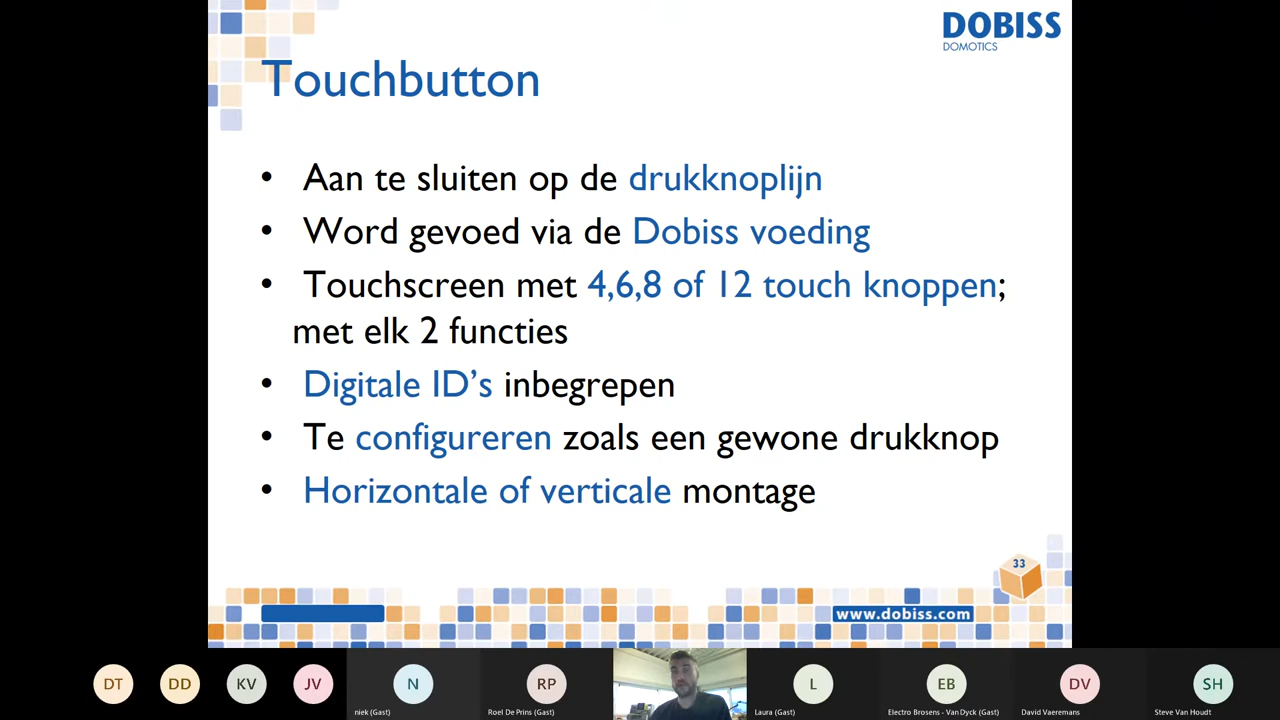 DOBISS
DOMOTICS
Touchbutton
• Aan te sluiten op de drukknoplijn
• Word gevoed via de Dobiss voeding
• Touchscreen met 4,6,8 of 12 touch knoppen;
met elk 2 functies
• Digitale ID's inbegrepen
• Te configureren zoals een gewone drukknop
• Horizontale of verticale montage
33
www.dobiss.com
DT
DD
KV
JV
N
niek (Gast)
RP
Roel De Prins (Gast)
L
Laura (Gast)
EB
Electro Brosens - Van Dyck (Gast)
DV
David Vaeremans
SH
Steve Van Houdt